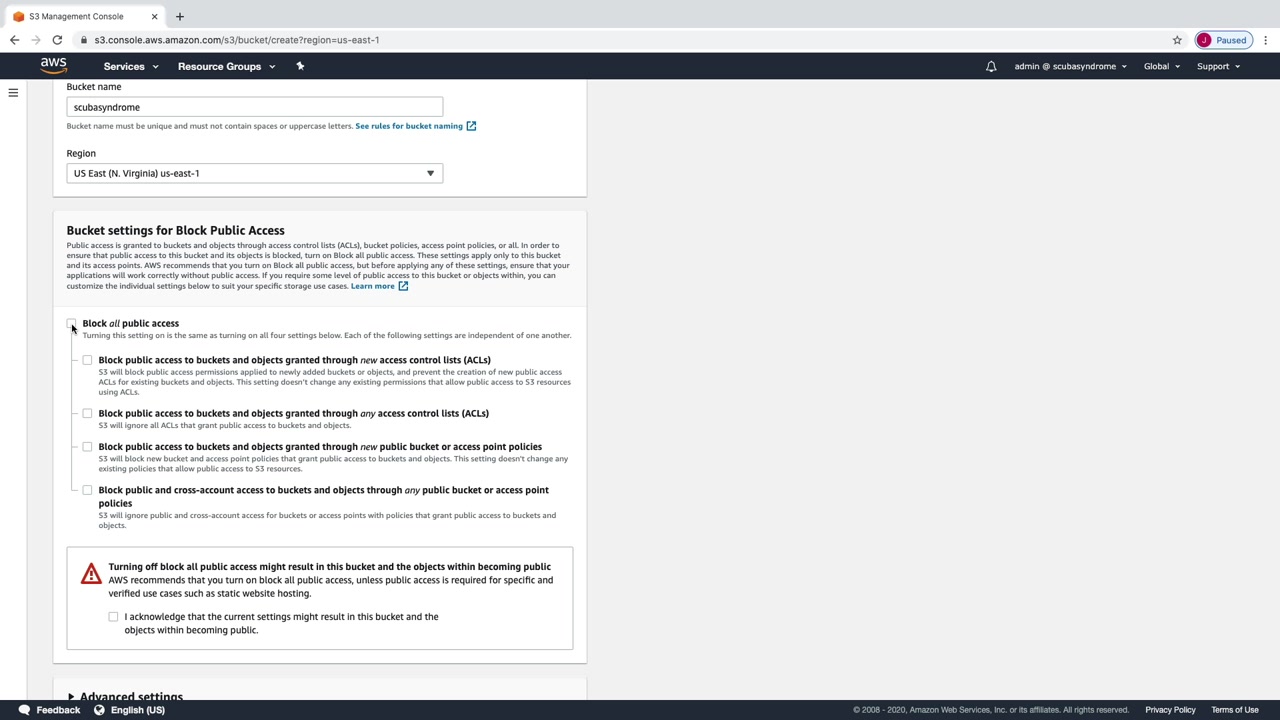 S3 Management Console
s3.console.aws.amazon.com/s3/bucket/create?region=us-east-1
J Paused
aws Services Resource Groups admin @ scubasyndrome Global Support
Bucket name
scubasyndrome
Bucket name must be unique and must not contain spaces or uppercase letters. See rules for bucket naming
Region
US East (N. Virginia) us-east-1
Bucket settings for Block Public Access
Public access is granted to buckets and objects through access control lists (ACLs), bucket policies, access point policies, or all. In order to
ensure that public access to this bucket and its objects is blocked, turn on Block all public access. These settings apply only to this bucket
and its access points. AWS recommends that you turn on Block all public access, but before applying any of these settings, ensure that your
applications will work correctly without public access. If you require some level of public access to this bucket or objects within, you can
customize the individual settings below to suit your specific storage use cases. Learn more
Block all public access
Turning this setting on is the same as turning on all four settings below. Each of the following settings are independent of one another.
Block public access to buckets and objects granted through new access control lists (ACLs)
S3 will block public access permissions applied to newly added buckets or objects, and prevent the creation of new public access
ACLs for existing buckets and objects. This setting doesn't change any existing permissions that allow public access to S3 resources
using ACLs.
Block public access to buckets and objects granted through any access control lists (ACLs)
S3 will ignore all ACLs that grant public access to buckets and objects.
Block public access to buckets and objects granted through new public bucket or access point policies
S3 will block new bucket and access point policies that grant public access to buckets and objects. This setting doesn't change any
existing policies that allow public access to S3 resources.
Block public and cross-account access to buckets and objects through any public bucket or access point
policies
S3 will ignore public and cross-account access for buckets or access points with policies that grant public access to buckets and
objects.
Turning off block all public access might result in this bucket and the objects within becoming public
AWS recommends that you turn on block all public access, unless public access is required for specific and
verified use cases such as static website hosting.
I acknowledge that the current settings might result in this bucket and the
objects within becoming public.
Advanced settings
Feedback English (US) © 2008 - 2020, Amazon Web Services, Inc. or its affiliates. All rights reserved. Privacy Policy Terms of Use